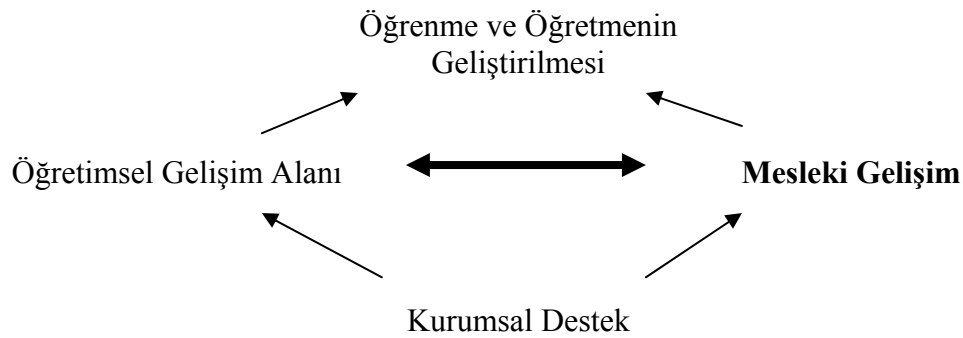 Öğrenme ve Öğretmenin
Geliştirilmesi
Öğretimsel Gelişim Alanı
Mesleki Gelişim
Kurumsal Destek